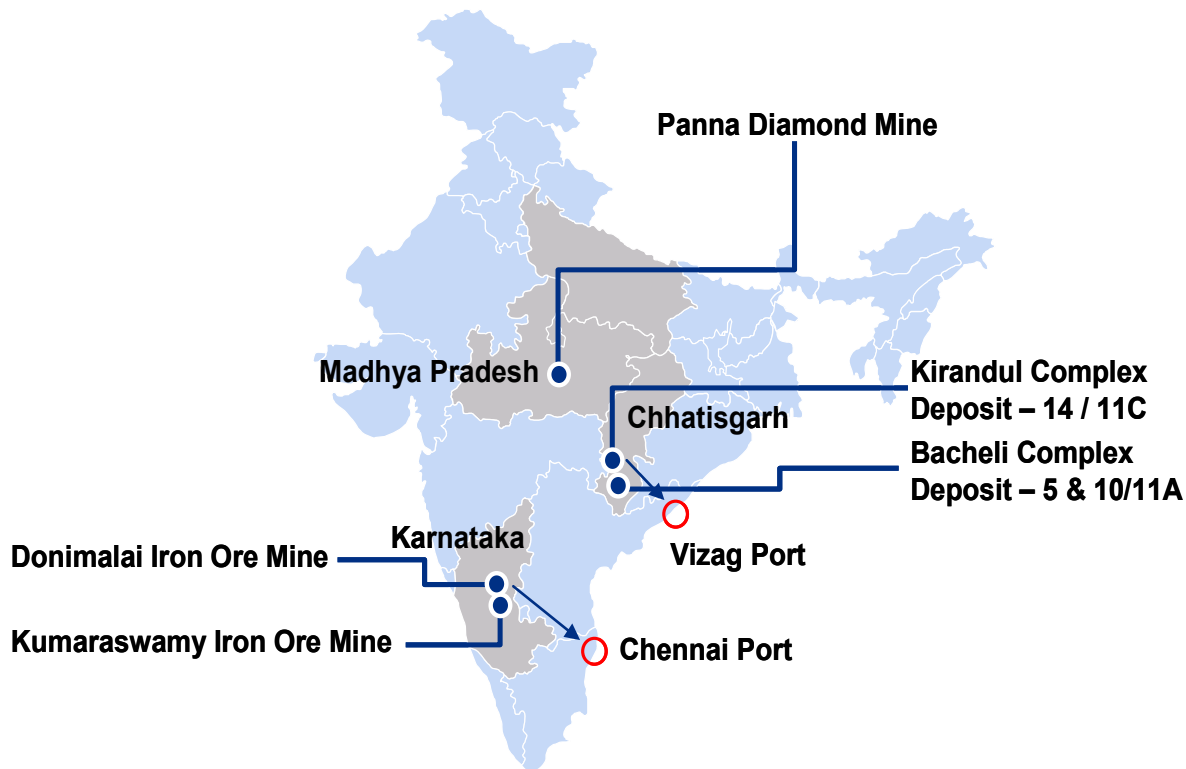 Panna Diamond Mine
Madhya Pradesh
Kirandul Complex
Deposit – 14 / 11C
Chhatisgarh
Bacheli Complex
Deposit – 5 & 10/11A
Karnataka
Vizag Port
Donimalai Iron Ore Mine
Kumaraswamy Iron Ore Mine
Chennai Port